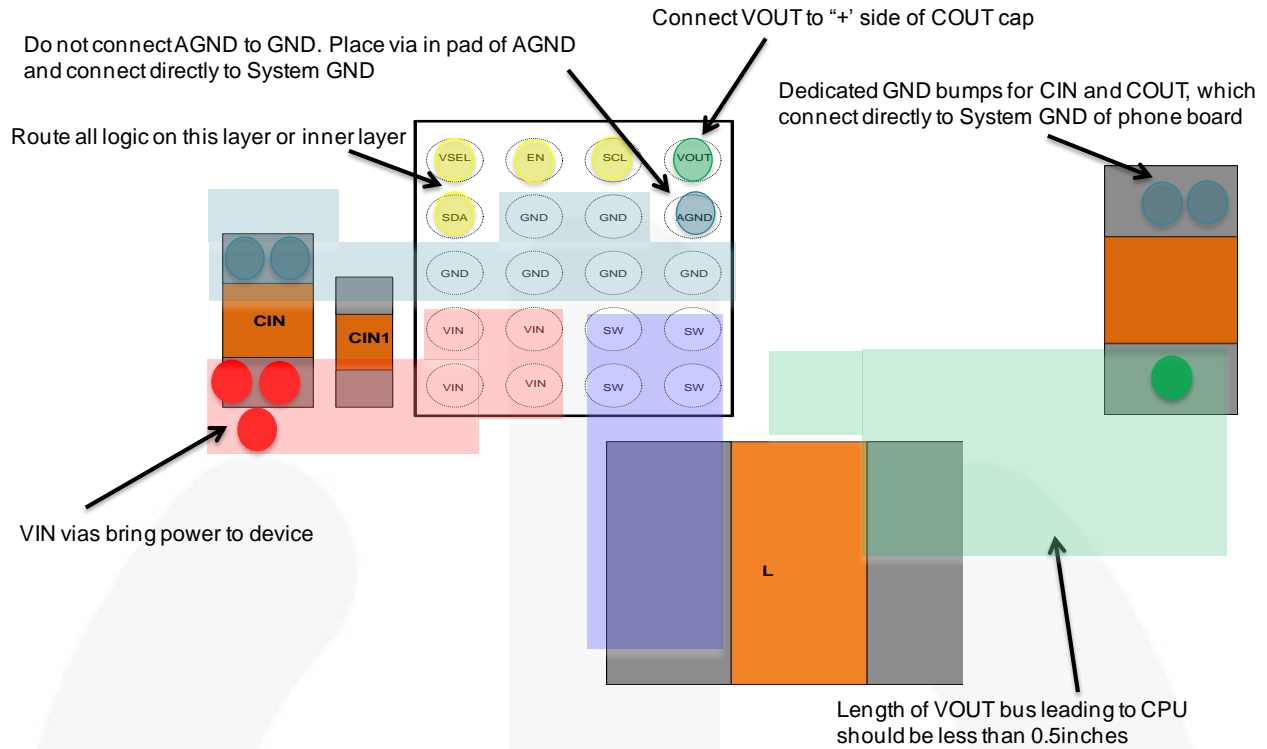 Connect VOUT to “+’ side of COUT cap
Do not connect AGND to GND. Place via in pad of AGND
and connect directly to System GND
Dedicated GND bumps for CIN and COUT, which
connect directly to System GND of phone board
Route all logic on this layer or inner layer
VSEL EN SCL VOUT
SDA GND GND AGND
GND GND GND GND
CIN
CIN1
VIN VIN SW SW
VIN VIN SW SW
VIN vias bring power to device
L
Length of VOUT bus leading to CPU
should be less than 0.5inches